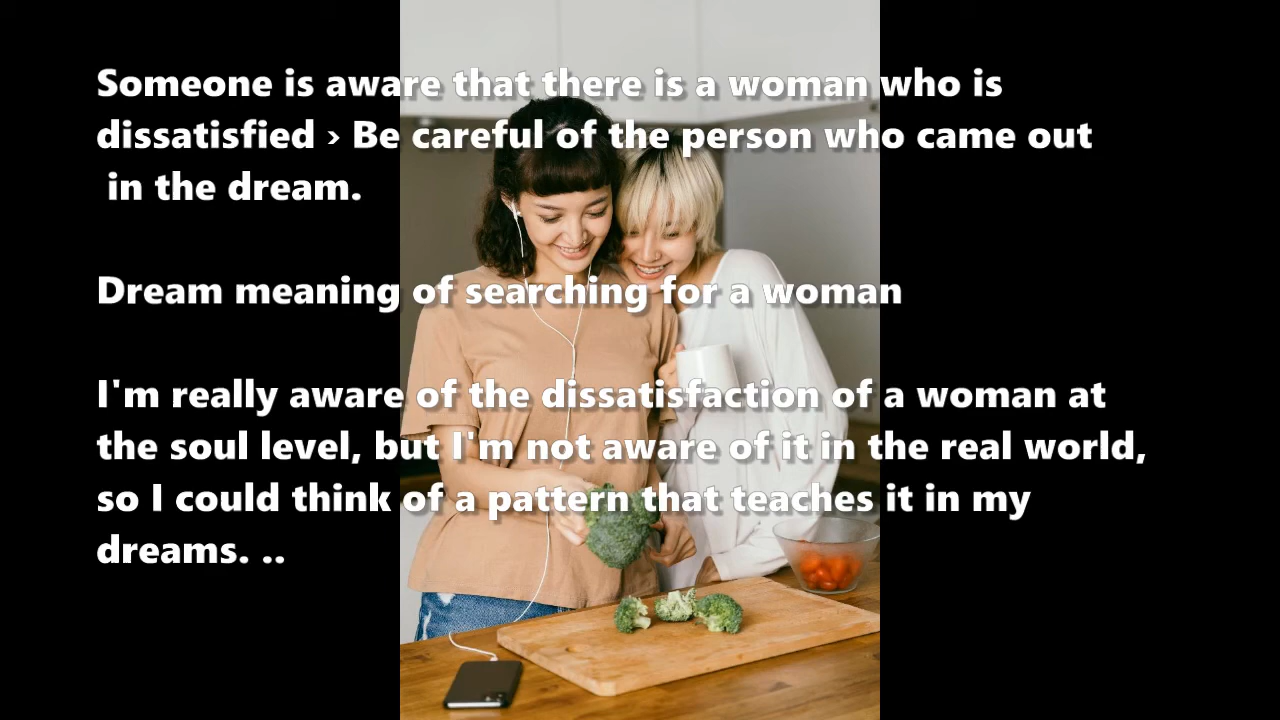 Someone is aware that there is a woman who is
dissatisfied › Be careful of the person who came out
in the dream.
Dream meaning of searching for a woman
I'm really aware of the dissatisfaction of a woman at
the soul level, but I'm not aware of it in the real world,
so I could think of a pattern that teaches it in my
dreams. ..